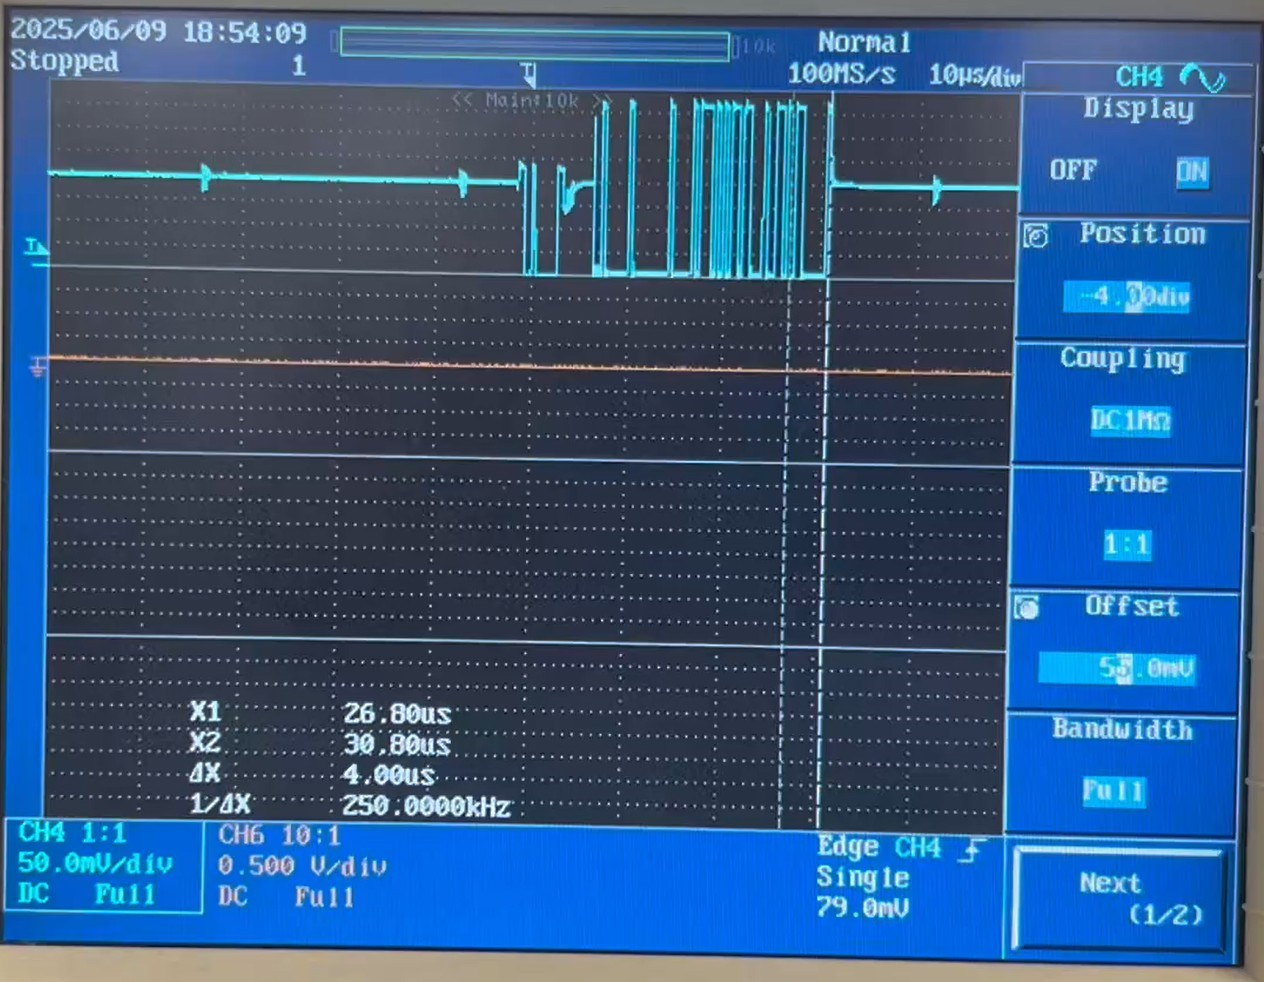 2025/06/09 18:54:09
Stopped
1
10k
Normal
100MS/s 10µs/div
T
<< Main:10k >>
CH4
Display
OFF ON
Position
-4.00div
Coupling
DC1MΩ
Probe
1:1
Offset
Bandwidth
Full
Next
(1/2)
T
X1 26.80us
X2 30.80us
ΔX 4.00us
1/ΔX 250.0000kHz
CH4 1:1
50.0mV/div
DC Full
CH6 10:1
0.500 V/div
DC Full
Edge CH4
Single
79.0mV